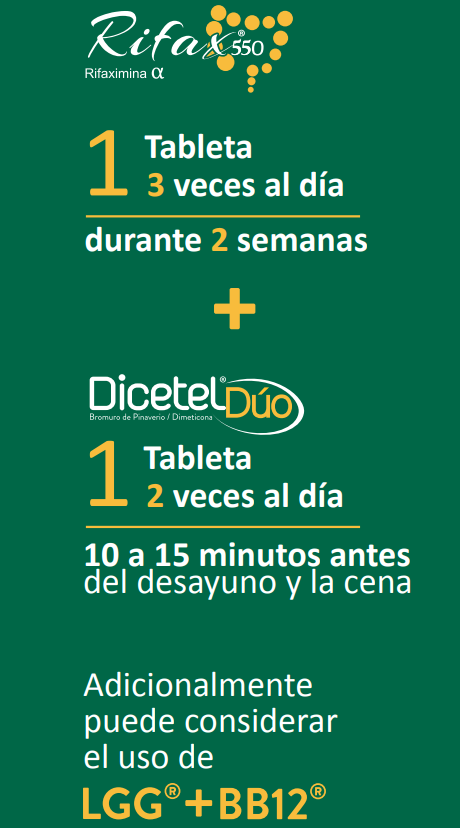 Rifax®550
Rifaximina α
1 Tableta
3 veces al día
durante 2 semanas
+
Dicetel® Dúo
Bromuro de Pinaverio / Dimeticona
1 Tableta
2 veces al día
10 a 15 minutos antes
del desayuno y la cena
Adicionalmente
puede considerar
el uso de
LGG®+BB12®